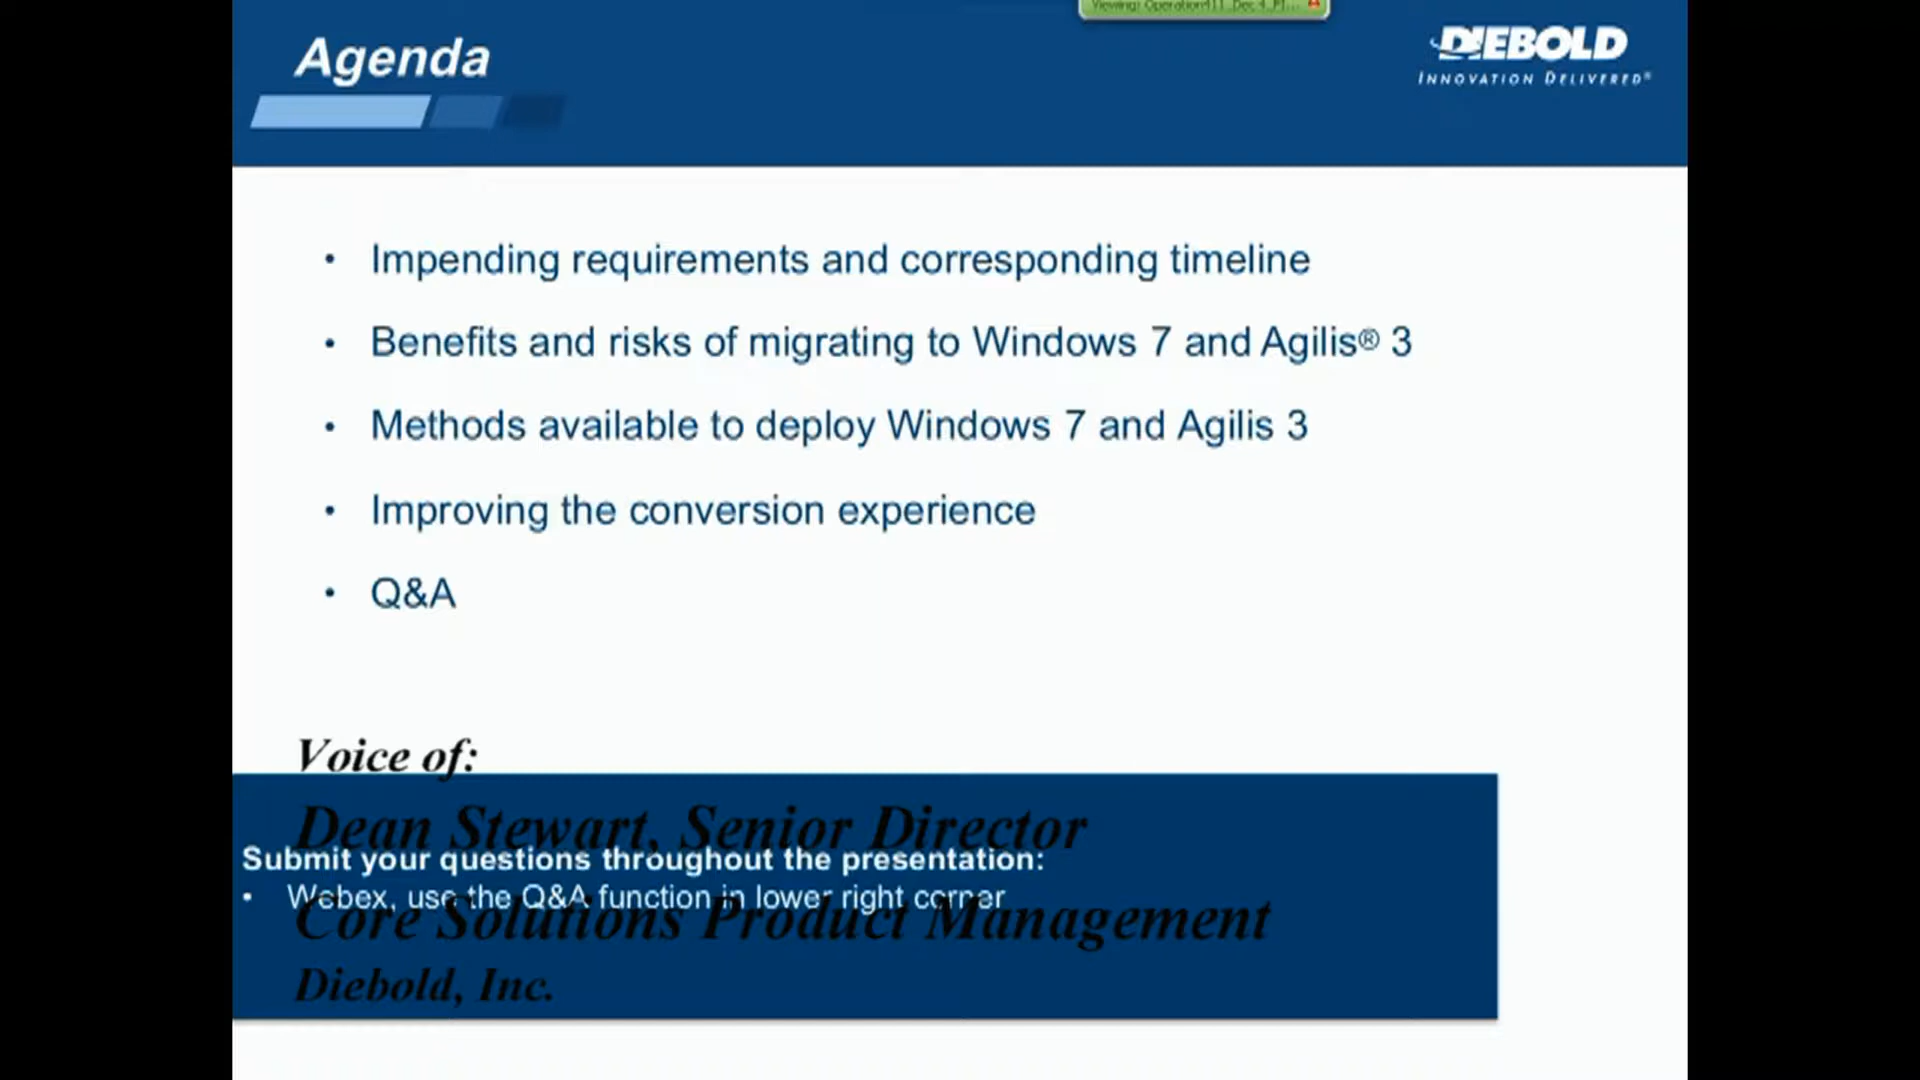 Viewing: Operation411_Dec 4_Pl...
Agenda
DIEBOLD
INNOVATION DELIVERED®
• Impending requirements and corresponding timeline
• Benefits and risks of migrating to Windows 7 and Agilis® 3
• Methods available to deploy Windows 7 and Agilis 3
• Improving the conversion experience
• Q&A
Voice of:
Dean Stewart, Senior Director
Submit your questions throughout the presentation:
• Webex, use the Q&A function in lower right corner
Core Solutions Product Management
Diebold, Inc.